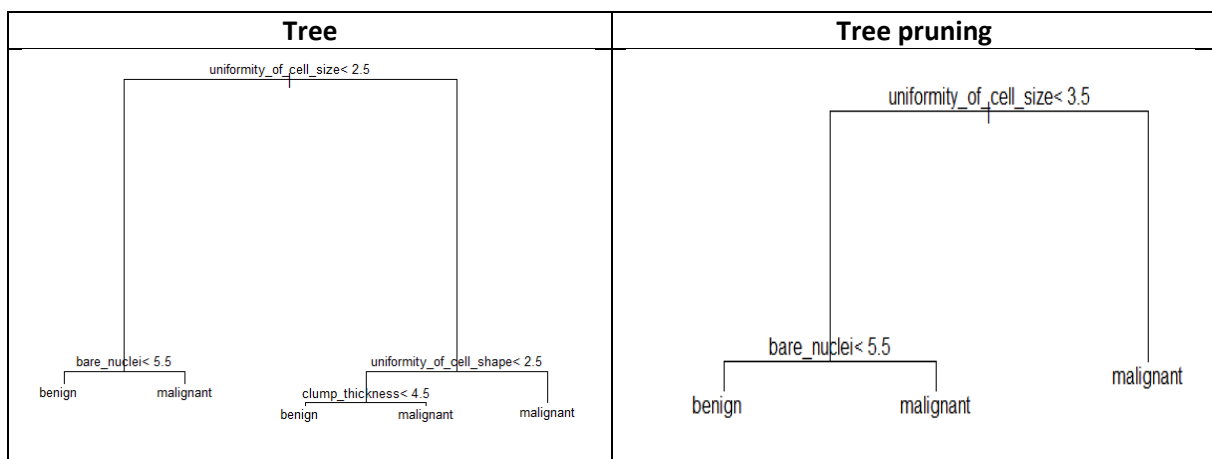 Tree
Tree pruning
uniformity_of_cell_size< 2.5
bare_nuclei< 5.5
uniformity_of_cell_shape< 2.5
benign
malignant
clump_thickness< 4.5
benign
malignant
malignant
uniformity_of_cell_size< 3.5
bare_nuclei< 5.5
malignant
benign
malignant